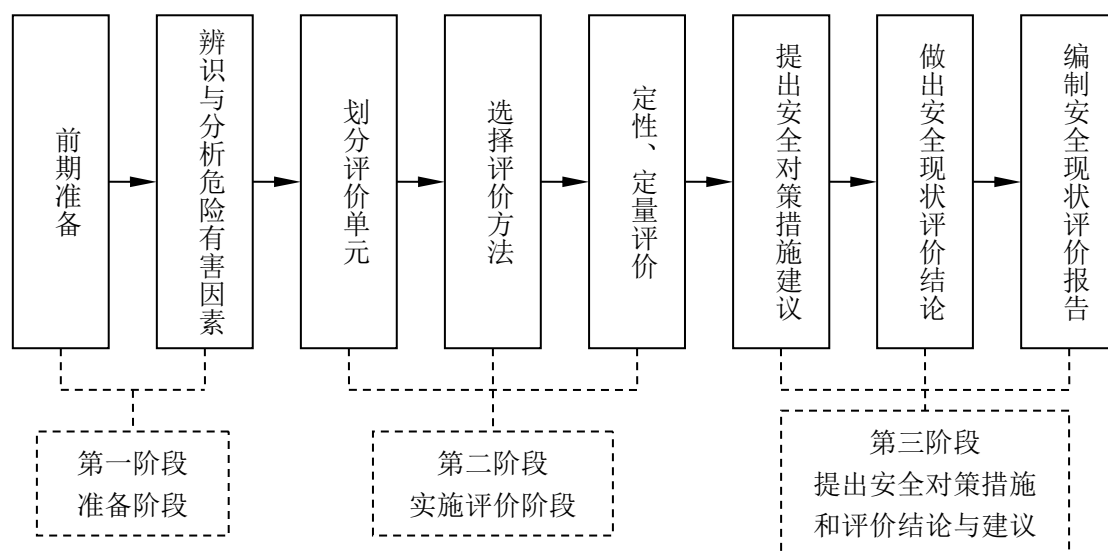 前期准备
辨识与分析危险有害因素
划分评价单元
选择评价方法
定性、定量评价
提出安全对策措施建议
做出安全现状评价结论
编制安全现状评价报告
第一阶段
准备阶段
第二阶段
实施评价阶段
第三阶段
提出安全对策措施
和评价结论与建议